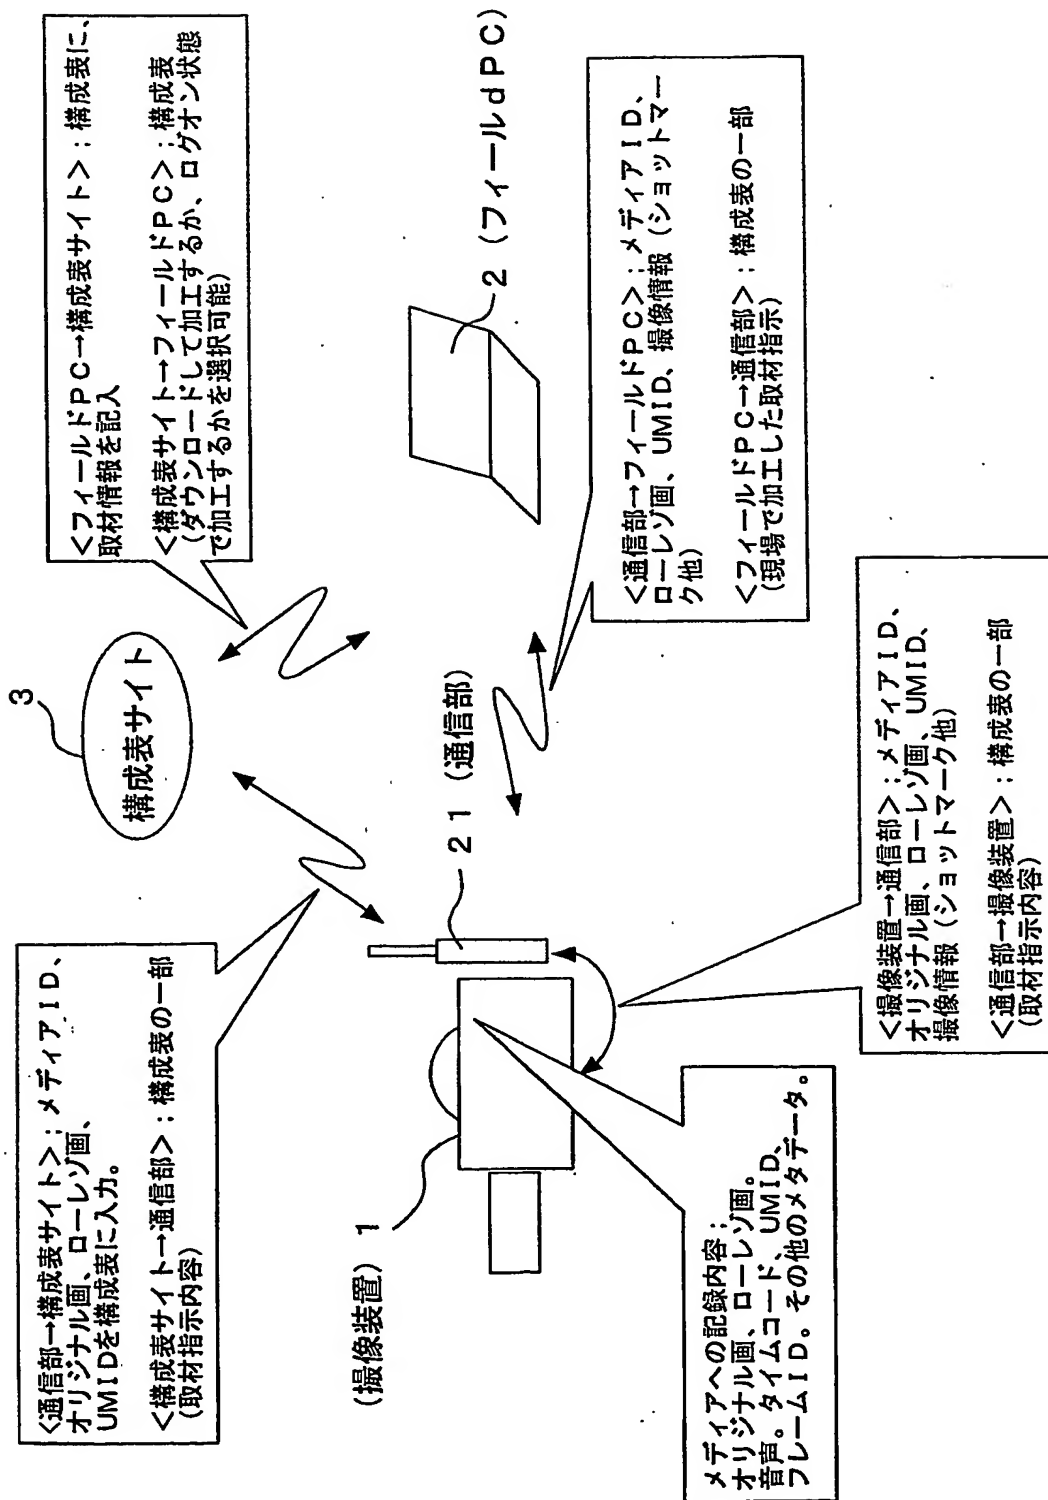 3
構成表サイト
<通信部→構成表サイト>;メディアID、
オリジナル画、ローレゾ画、
UMIDを構成表に入力。
<構成表サイト→通信部>;構成表の一部
(取材指示内容)
<フィールドPC→構成表サイト>;構成表に、
取材情報を記入
<構成表サイト→フィールドPC>;構成表
(ダウンロードして加工するか、ログオン状態
で加工するかを選択可能)
(撮像装置) 1
21 (通信部)
2 (フィールdPC)
<通信部→フィールドPC>;メディアID、
ローレゾ画、UMID、撮像情報(ショットマー
ク他)
<フィールドPC→通信部>;構成表の一部
(現場で加工した取材指示)
メディアへの記録内容;
オリジナル画、ローレゾ画。
音声。タイムコード、UMID、
フレームID。その他のメタデータ。
<撮像装置→通信部>;メディアID、
オリジナル画、ローレゾ画、UMID、
撮像情報(ショットマーク他)
<通信部→撮像装置>;構成表の一部
(取材指示内容)